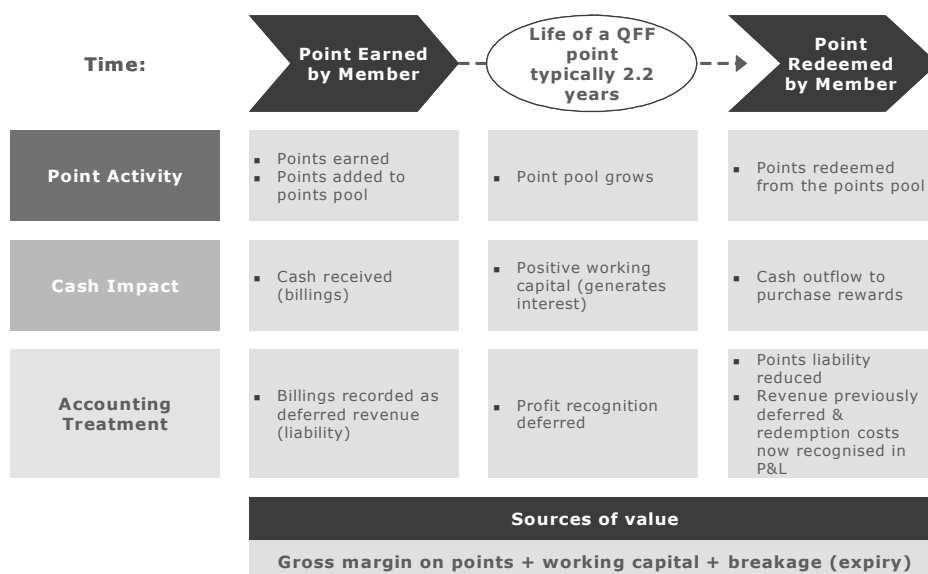 Time:
Point Earned
by Member
Life of a QFF
point
typically 2.2
years
Point
Redeemed
by Member
Point Activity
▪ Points earned
▪ Points added to
points pool
▪ Point pool grows
▪ Points redeemed
from the points pool
Cash Impact
▪ Cash received
(billings)
▪ Positive working
capital (generates
interest)
▪ Cash outflow to
purchase rewards
Accounting
Treatment
▪ Billings recorded as
deferred revenue
(liability)
▪ Profit recognition
deferred
▪ Points liability
reduced
▪ Revenue previously
deferred &
redemption costs
now recognised in
P&L
Sources of value
Gross margin on points + working capital + breakage (expiry)